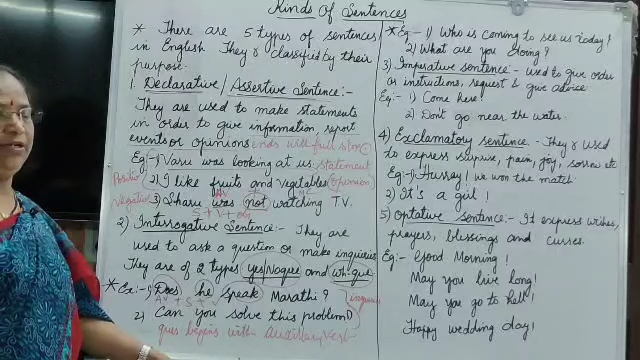 Kinds Of Sentences
* There are 5 types of sentences
in English They r classified by their
purpose.
1. Declarative / Assertive Sentence:-
They are used to make statements
in order to give information, report
events or opinions ends with full stop (.)
Eg:-1) Vasu was looking at us. statement
Positive 2) I like fruits and vegetables. opinion
Negative 3) Sharu was not watching TV.
S + V + Obj
2) Interrogative Sentence:- They are
used to ask a question or make inquiries
They are of 2 types yes/No que and wh-que
* Ex:-1) Does he speak Marathi?
AV + S + V
2) Can you solve this problem?
ques begins with Auxiliary verb-
* Eg:- 1) Who is coming to see us today?
2) What are you doing?
3) Imperative sentence:- used to give order
or instructions, request & give advice
Eg:- 1) Come here!
2) Don't go near the water.
4) Exclamatory sentence:- They r used
to express surprise, pain, joy, sorrow etc
Eg:-1) Hurrey! we won the match.
2) It's a girl!
5) Optative sentence:- It express wishes,
prayers, blessings and curses.
Eg:- Good Morning!
May you live long!
May you go to hell!
Happy wedding day!